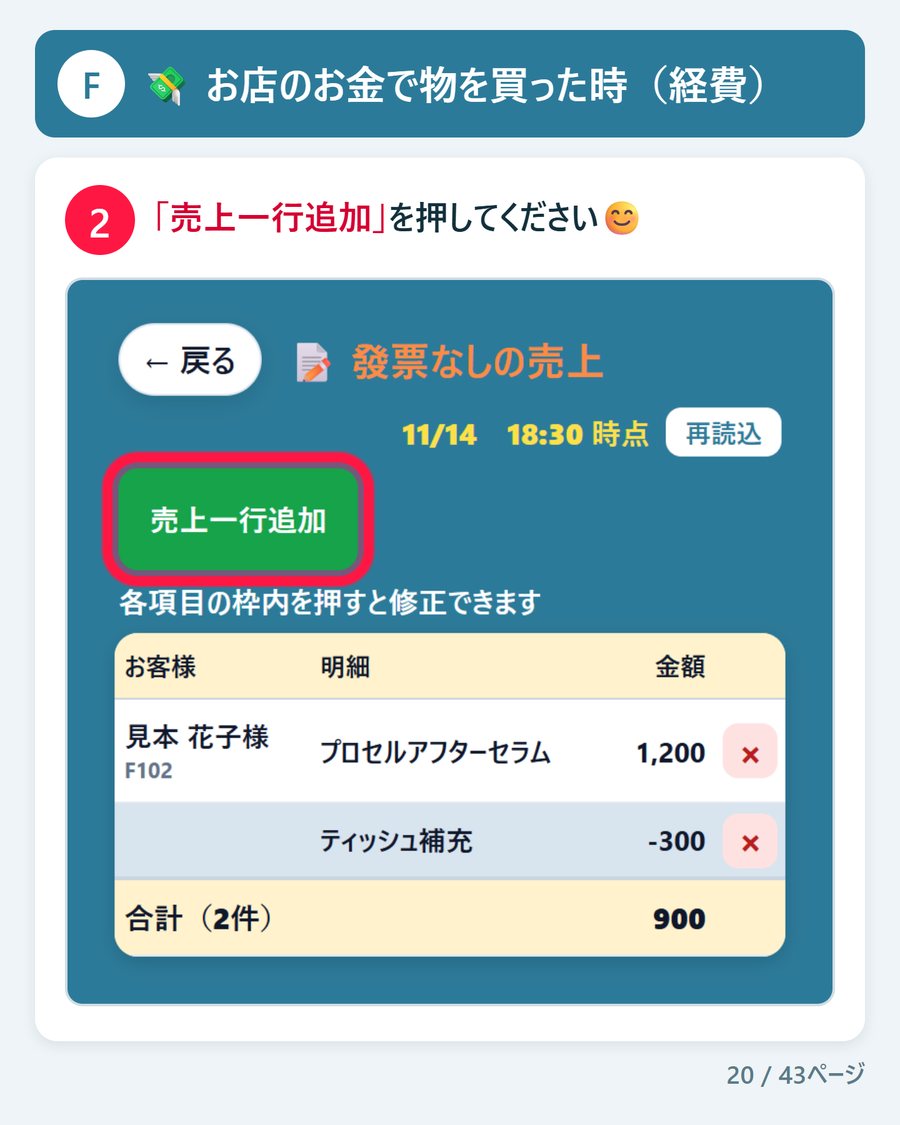 F 💸 お店のお金で物を買った時（経費）
2 「売上一行追加」を押してください😊
← 戻る 📝 發票なしの売上
11/14 18:30 時点 再読込
売上一行追加
各項目の枠内を押すと修正できます
お客様 明細 金額
見本 花子様 プロセルアフターセラム 1,200 ×
F102
ティッシュ補充 -300 ×
合計（2件） 900
20 / 43ページ